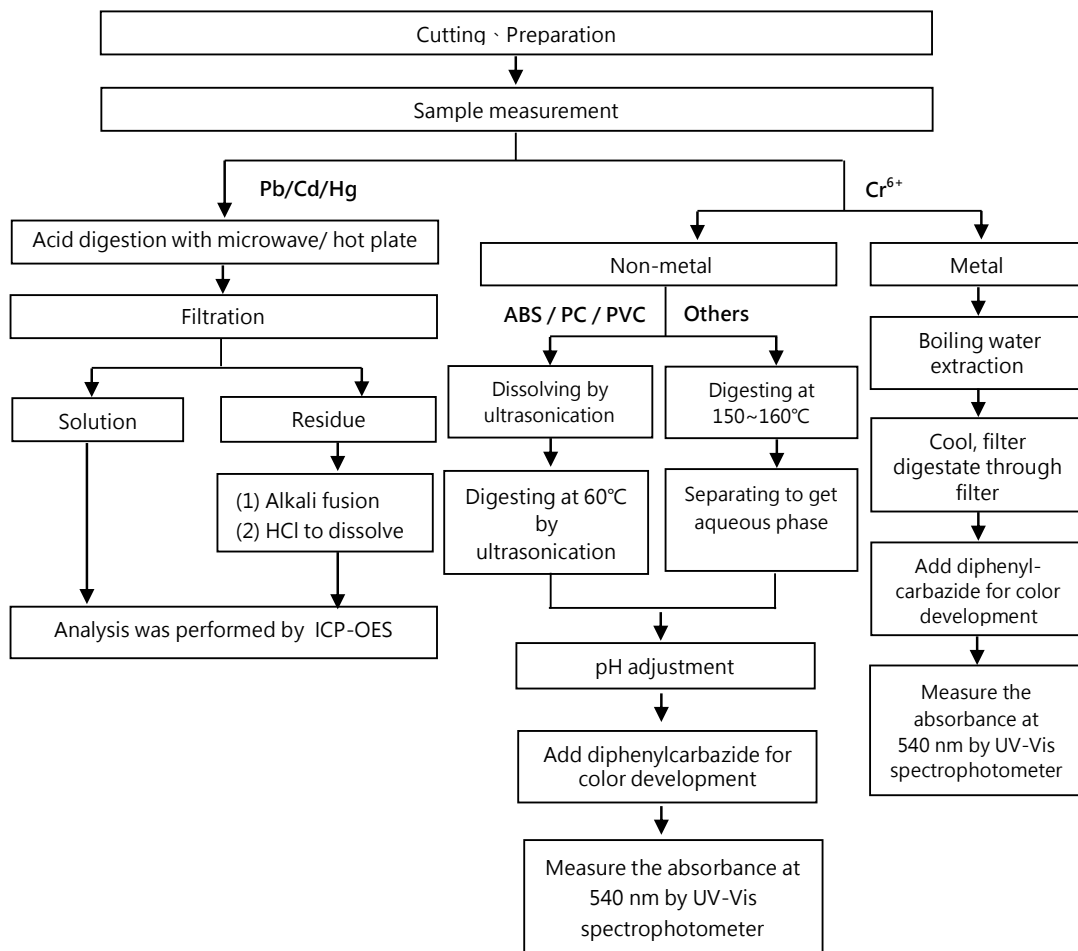 Cutting、Preparation
Sample measurement
Pb/Cd/Hg
Cr⁶⁺
Acid digestion with microwave/ hot plate
Filtration
Solution
Residue
(1) Alkali fusion
(2) HCl to dissolve
Analysis was performed by ICP-OES
Non-metal
ABS / PC / PVC
Others
Dissolving by
ultrasonication
Digesting at 60℃
by
ultrasonication
Digesting at
150~160℃
Separating to get
aqueous phase
pH adjustment
Add diphenylcarbazide for
color development
Measure the absorbance at
540 nm by UV-Vis
spectrophotometer
Metal
Boiling water
extraction
Cool, filter
digestate through
filter
Add diphenyl-
carbazide for color
development
Measure the
absorbance at
540 nm by UV-Vis
spectrophotometer